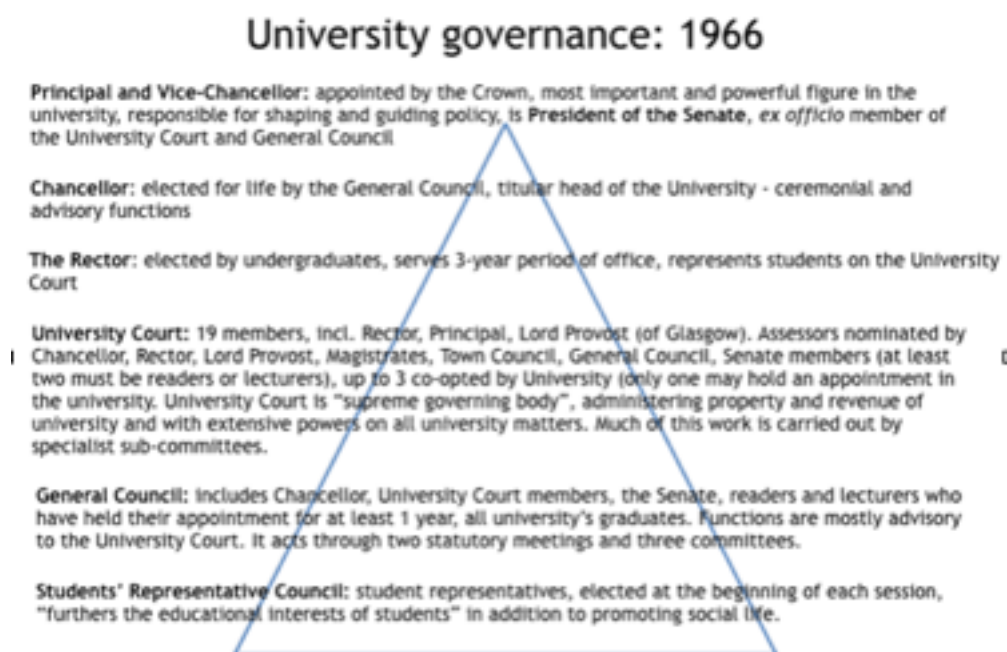 University governance: 1966
Principal and Vice-Chancellor: appointed by the Crown, most important and powerful figure in the
university, responsible for shaping and guiding policy, is President of the Senate, ex officio member of
the University Court and General Council
Chancellor: elected for life by the General Council, titular head of the University - ceremonial and
advisory functions
The Rector: elected by undergraduates, serves 3-year period of office, represents students on the University
Court
University Court: 19 members, incl. Rector, Principal, Lord Provost (of Glasgow). Assessors nominated by
Chancellor, Rector, Lord Provost, Magistrates, Town Council, General Council, Senate members (at least
two must be readers or lecturers), up to 3 co-opted by University (only one may hold an appointment in
the university. University Court is “supreme governing body”, administering property and revenue of
university and with extensive powers on all university matters. Much of this work is carried out by
specialist sub-committees.
General Council: includes Chancellor, University Court members, the Senate, readers and lecturers who
have held their appointment for at least 1 year, all university’s graduates. Functions are mostly advisory
to the University Court. It acts through two statutory meetings and three committees.
Students’ Representative Council: student representatives, elected at the beginning of each session,
“furthers the educational interests of students” in addition to promoting social life.